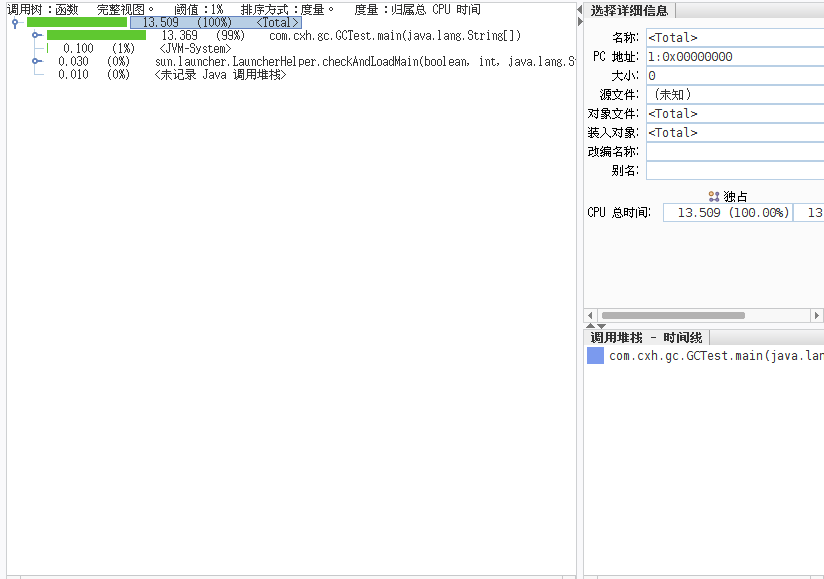 调用树：函数 完整视图。 阈值：1% 排序方式：度量。 度量：归属总 CPU 时间
13.509 (100%) <Total>
13.369 (99%) com.cxh.gc.GCTest.main(java.lang.String[])
0.100 (1%) <JVM-System>
0.030 (0%) sun.launcher.LauncherHelper.checkAndLoadMain(boolean, int, java.lang.S
0.010 (0%) <未记录 Java 调用堆栈>
选择详细信息
名称: <Total>
PC 地址: 1:0x00000000
大小: 0
源文件: (未知)
对象文件: <Total>
装入对象: <Total>
改编名称:
别名:
独占
CPU 总时间: 13.509 (100.00%) 13
调用堆栈 - 时间线
com.cxh.gc.GCTest.main(java.lan